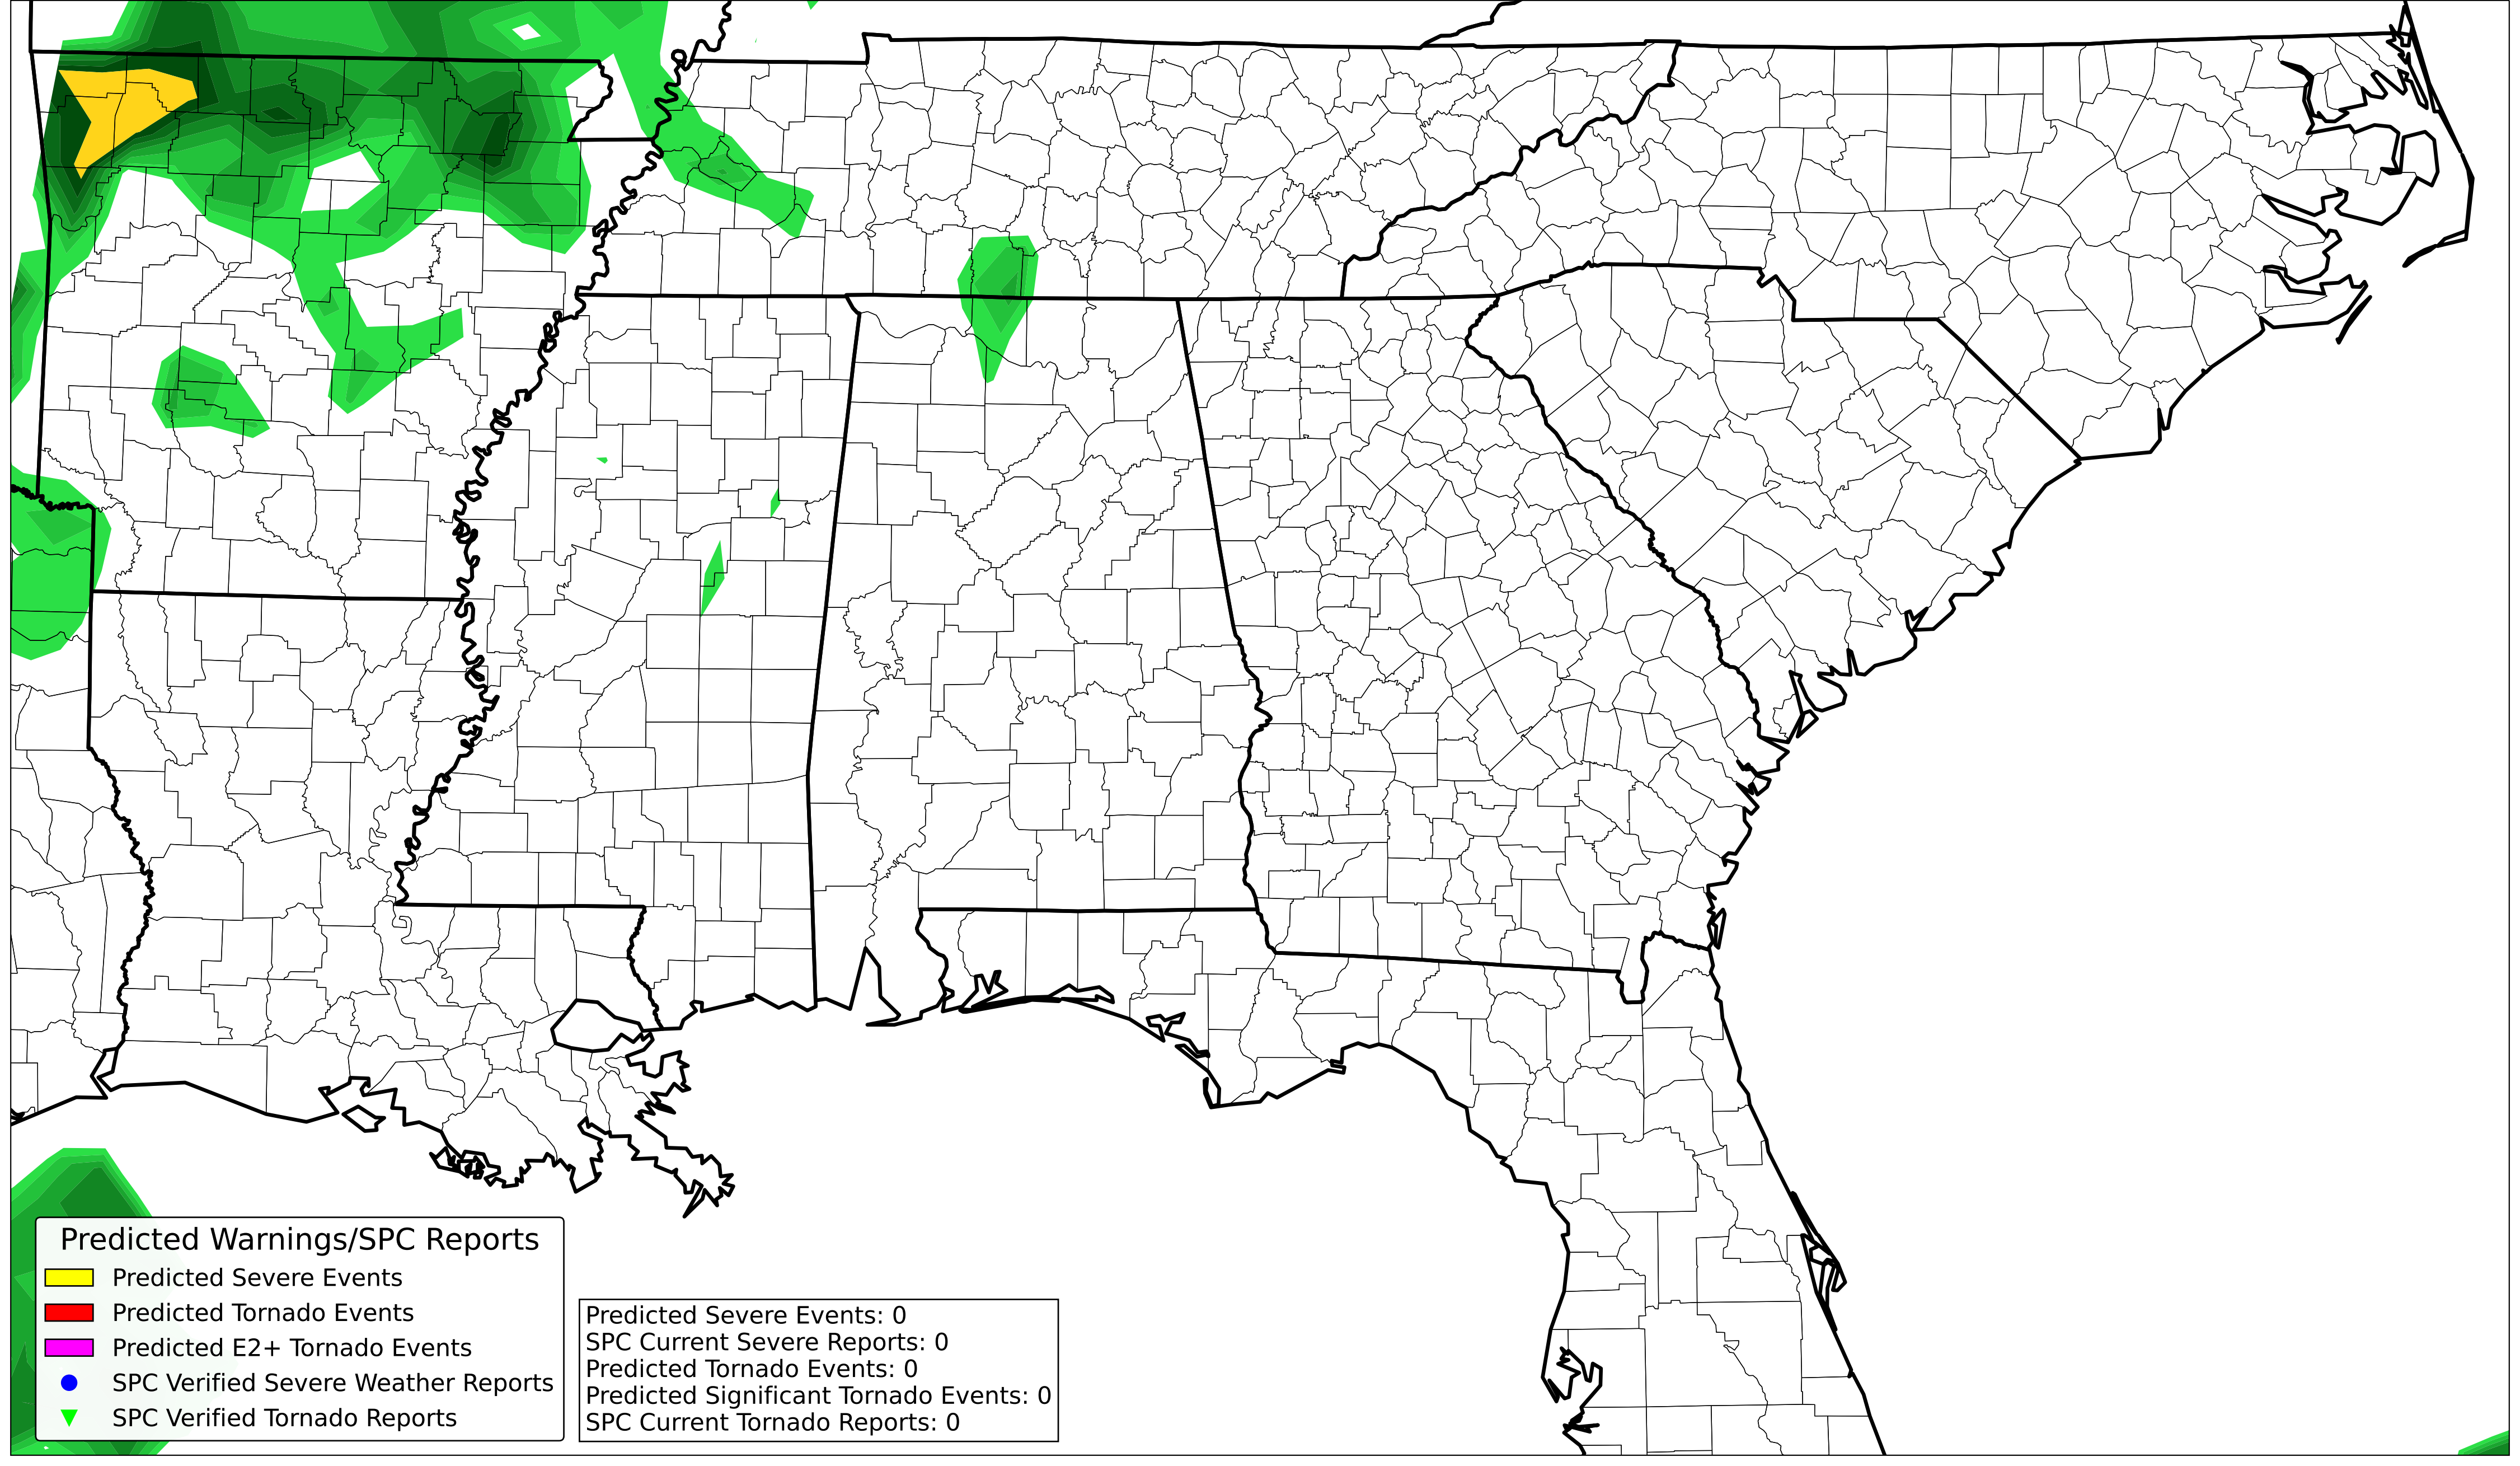 Predicted Warnings/SPC Reports
Predicted Severe Events
Predicted Tornado Events
Predicted E2+ Tornado Events
SPC Verified Severe Weather Reports
SPC Verified Tornado Reports
Predicted Severe Events: 0
SPC Current Severe Reports: 0
Predicted Tornado Events: 0
Predicted Significant Tornado Events: 0
SPC Current Tornado Reports: 0